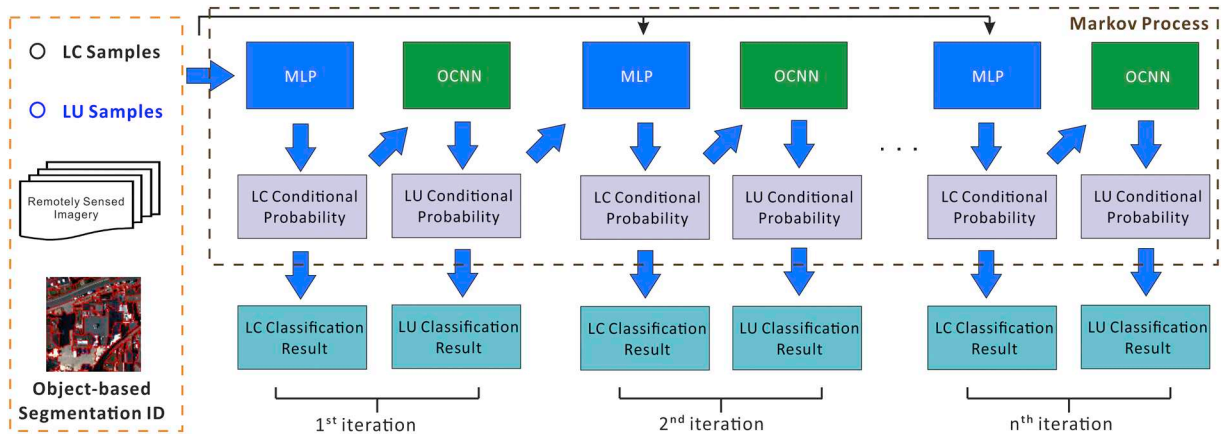 LC Samples
LU Samples
Remotely Sensed
Imagery
Object-based
Segmentation ID
Markov Process
MLP
OCNN
MLP
OCNN
. . .
MLP
OCNN
LC Conditional
Probability
LU Conditional
Probability
LC Conditional
Probability
LU Conditional
Probability
LC Conditional
Probability
LU Conditional
Probability
LC Classification
Result
LU Classification
Result
LC Classification
Result
LU Classification
Result
LC Classification
Result
LU Classification
Result
1st iteration
2nd iteration
nth iteration